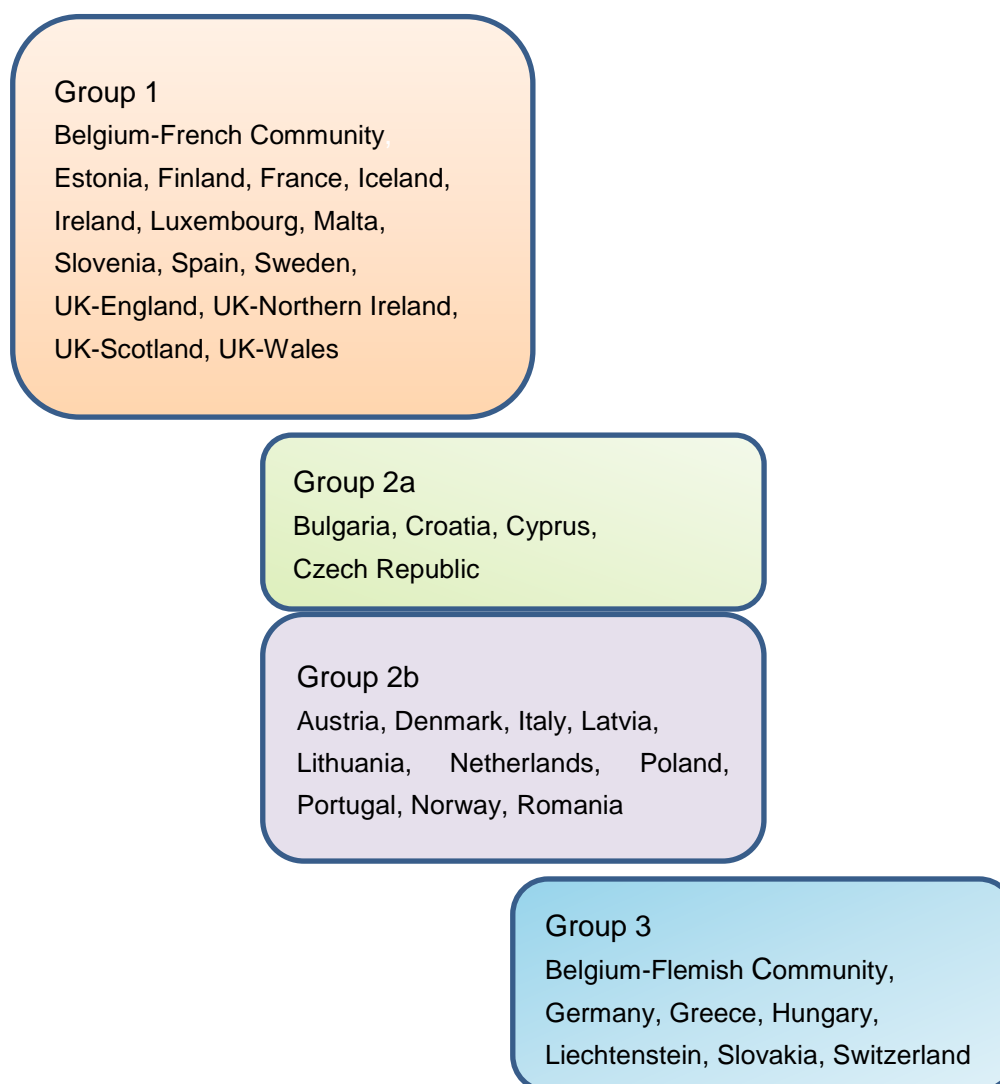 Group 1
Belgium-French Community
Estonia, Finland, France, Iceland,
Ireland, Luxembourg, Malta,
Slovenia, Spain, Sweden,
UK-England, UK-Northern Ireland,
UK-Scotland, UK-Wales
Group 2a
Bulgaria, Croatia, Cyprus,
Czech Republic
Group 2b
Austria, Denmark, Italy, Latvia,
Lithuania, Netherlands, Poland,
Portugal, Norway, Romania
Group 3
Belgium-Flemish Community,
Germany, Greece, Hungary,
Liechtenstein, Slovakia, Switzerland